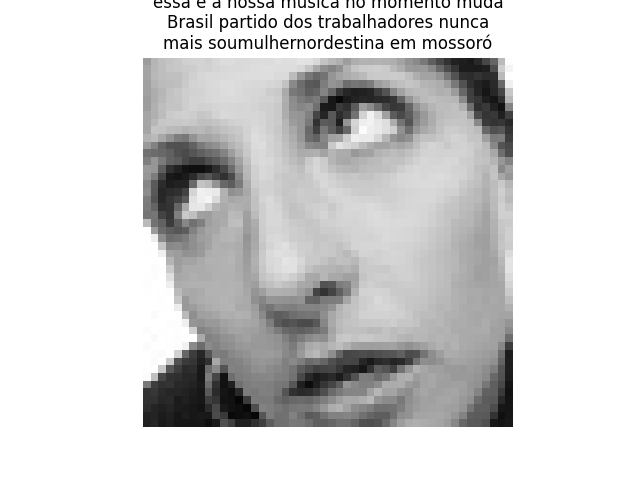 essa é a nossa música no momento muda
Brasil partido dos trabalhadores nunca
mais soumulhernordestina em mossoró